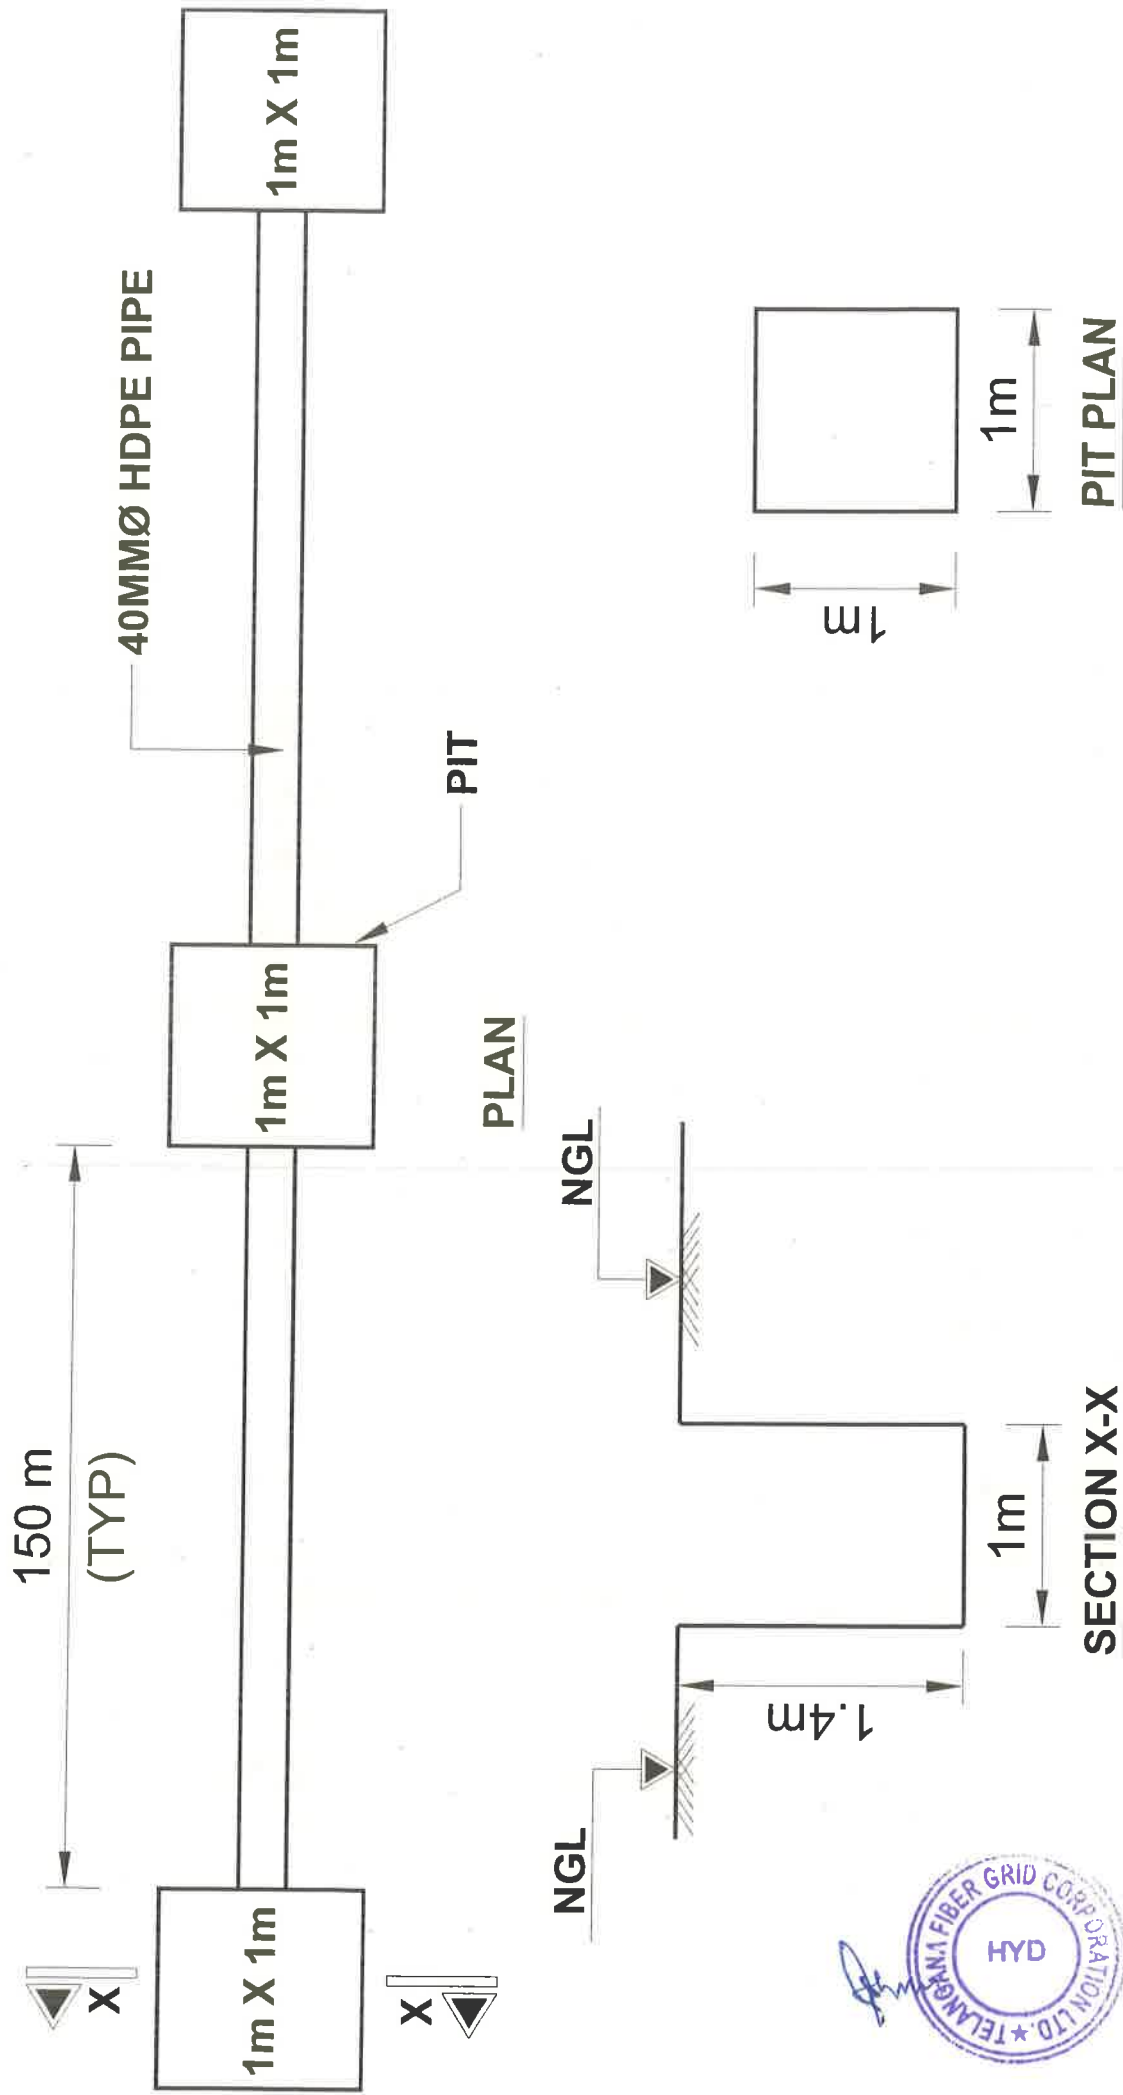 150 m
(TYP)
40MMØ HDPE PIPE
X
1m X 1m
1m X 1m
1m X 1m
X
PIT
PLAN
NGL
NGL
1.4m
1m
SECTION X-X
1m
1m
PIT PLAN
TELANGANA FIBER GRID CORPORATION LTD. ★
HYD